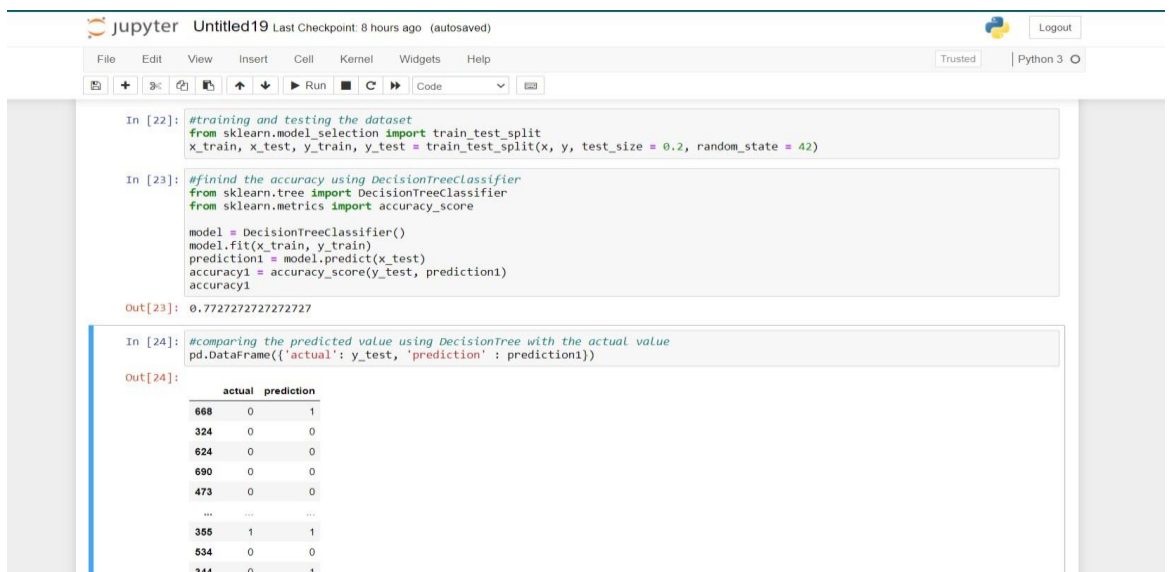 jupyter Untitled19 Last Checkpoint: 8 hours ago (autosaved)
Logout
File Edit View Insert Cell Kernel Widgets Help
Trusted
Python 3
Run
Code
In [22]: #training and testing the dataset
from sklearn.model_selection import train_test_split
x_train, x_test, y_train, y_test = train_test_split(x, y, test_size = 0.2, random_state = 42)
In [23]: #finind the accuracy using DecisionTreeClassifier
from sklearn.tree import DecisionTreeClassifier
from sklearn.metrics import accuracy_score
model = DecisionTreeClassifier()
model.fit(x_train, y_train)
prediction1 = model.predict(x_test)
accuracy1 = accuracy_score(y_test, prediction1)
accuracy1
Out[23]: 0.7727272727272727
In [24]: #comparing the predicted value using DecisionTree with the actual value
pd.DataFrame({'actual': y_test, 'prediction' : prediction1})
Out[24]:
actual prediction
668 0 1
324 0 0
624 0 0
690 0 0
473 0 0
... ... ...
355 1 1
534 0 0
344 0 1